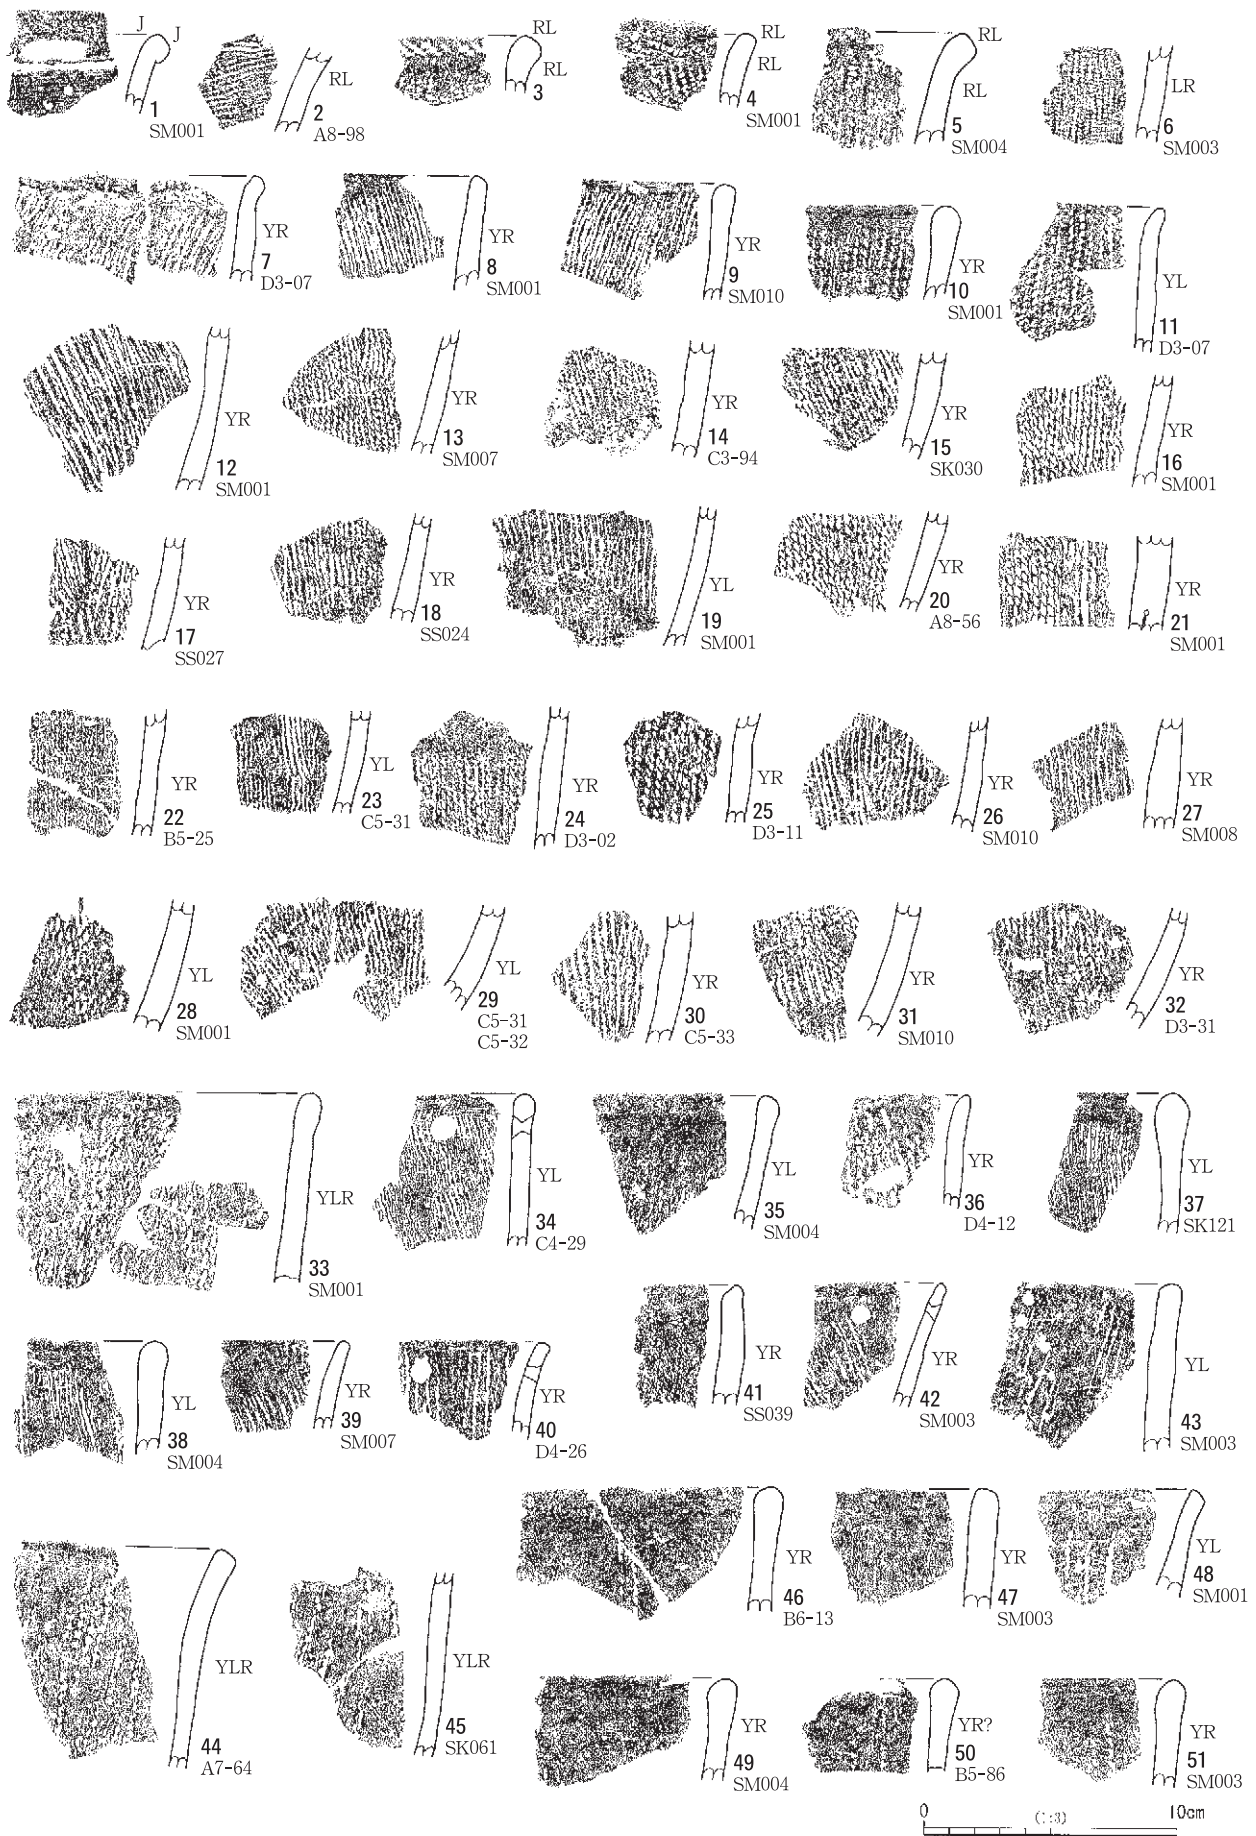 J
J
1
SM001
RL
2
A8-98
RL
RL
3
RL
RL
4
SM001
RL
RL
5
SM004
LR
6
SM003
YR
7
D3-07
YR
8
SM001
YR
9
SM010
YR
10
SM001
YL
11
D3-07
YR
12
SM001
YR
13
SM007
YR
14
C3-94
YR
15
SK030
YR
16
SM001
YR
17
SS027
YR
18
SS024
YL
19
SM001
YR
20
A8-56
YR
21
SM001
YR
22
B5-25
YL
23
C5-31
YR
24
D3-02
YR
25
D3-11
YR
26
SM010
YR
27
SM008
YL
28
SM001
YL
29
C5-31
C5-32
YR
30
C5-33
YR
31
SM010
YR
32
D3-31
YLR
33
SM001
YL
34
C4-29
YL
35
SM004
YR
36
D4-12
YL
37
SK121
YL
38
SM004
YR
39
SM007
YR
40
D4-26
YR
41
SS039
YR
42
SM003
YL
43
SM003
YLR
44
A7-64
YLR
45
SK061
YR
46
B6-13
YR
47
SM003
YL
48
SM001
YR
49
SM004
YR?
50
B5-86
YR
51
SM003
0 (1:3) 10cm